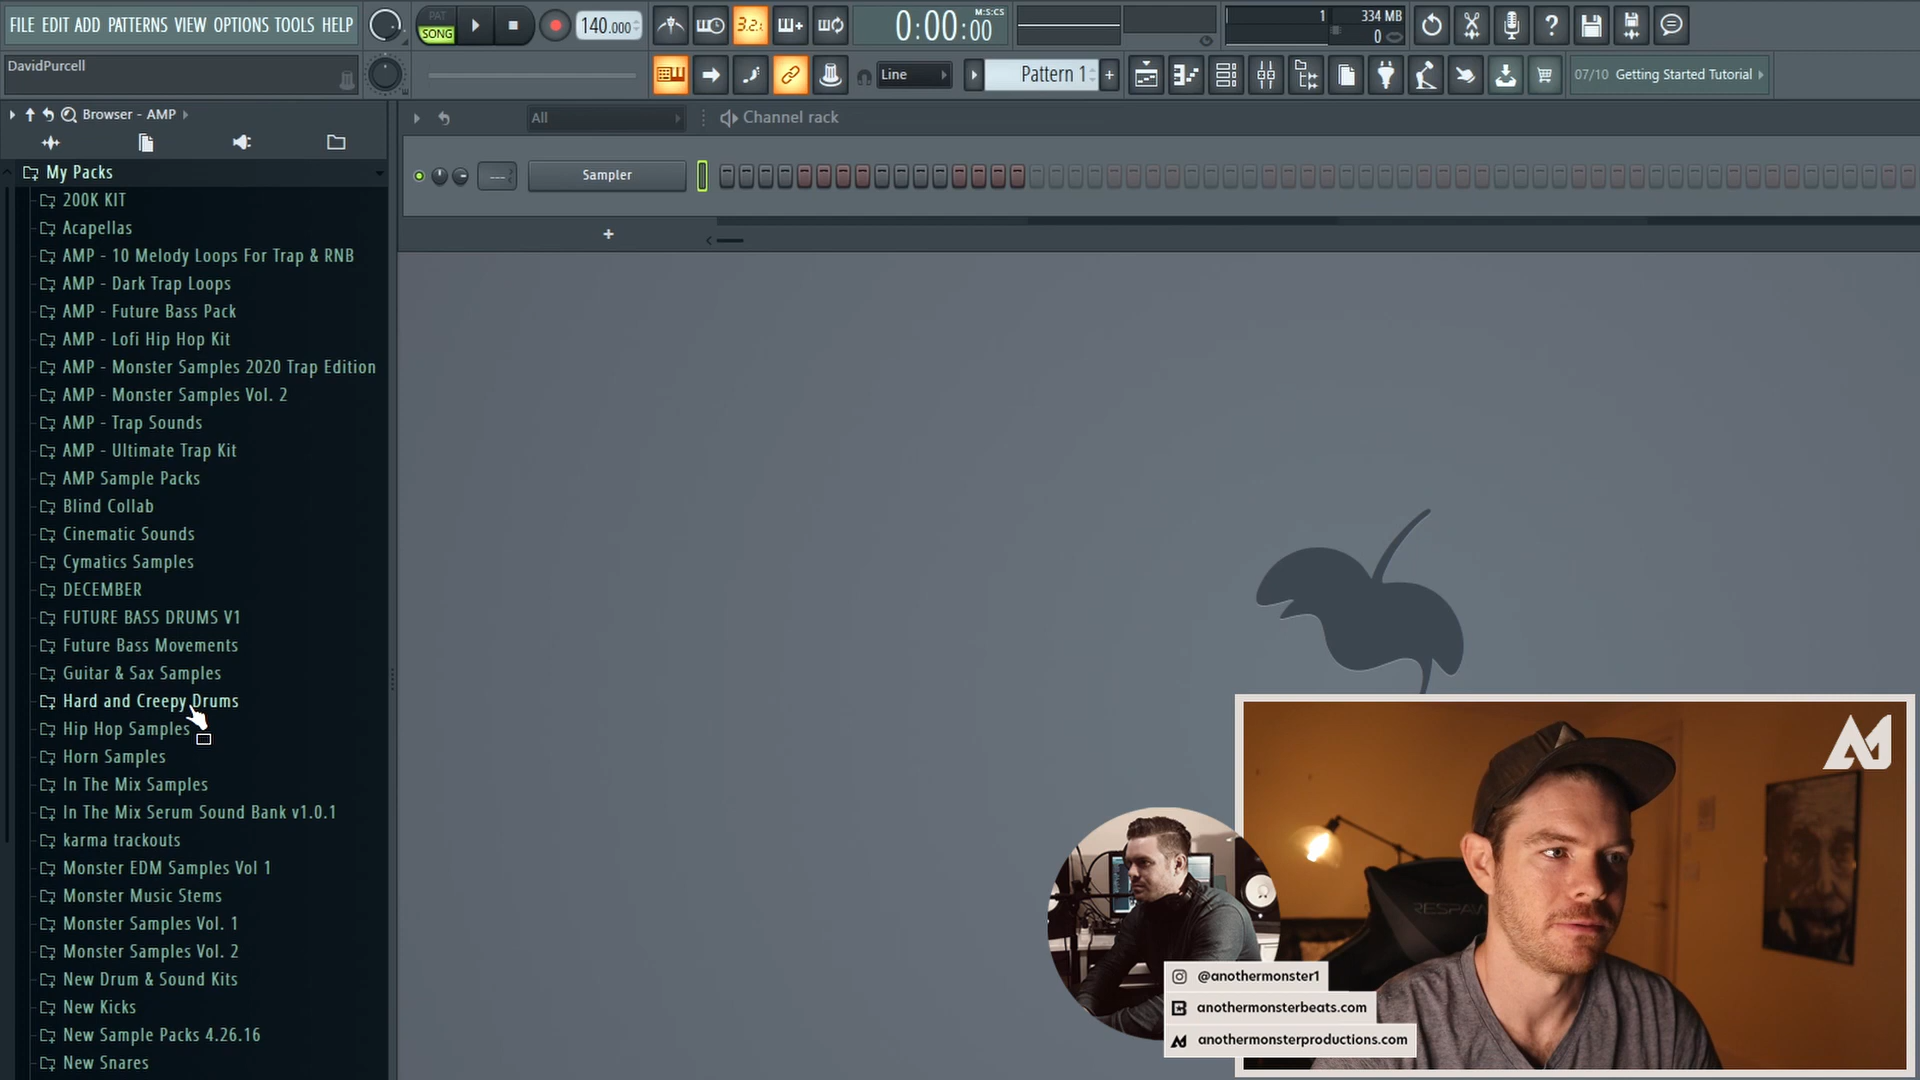 FILE EDIT ADD PATTERNS VIEW OPTIONS TOOLS HELP
PAT
SONG
140.000
3.2.
0:00:00
M:S:CS
1
334 MB
0
DavidPurcell
Line
Pattern 1
+
07/10 Getting Started Tutorial
Browser - AMP
All
Channel rack
My Packs
---
Sampler
+
200K KIT
Acapellas
AMP - 10 Melody Loops For Trap & RNB
AMP - Dark Trap Loops
AMP - Future Bass Pack
AMP - Lofi Hip Hop Kit
AMP - Monster Samples 2020 Trap Edition
AMP - Monster Samples Vol. 2
AMP - Trap Sounds
AMP - Ultimate Trap Kit
AMP Sample Packs
Blind Collab
Cinematic Sounds
Cymatics Samples
DECEMBER
FUTURE BASS DRUMS V1
Future Bass Movements
Guitar & Sax Samples
Hard and Creepy Drums
Hip Hop Samples
Horn Samples
In The Mix Samples
In The Mix Serum Sound Bank v1.0.1
karma trackouts
Monster EDM Samples Vol 1
Monster Music Stems
Monster Samples Vol. 1
Monster Samples Vol. 2
New Drum & Sound Kits
New Kicks
New Sample Packs 4.26.16
New Snares
RESPAW
@anothermonster1
anothermonsterbeats.com
anothermonsterproductions.com